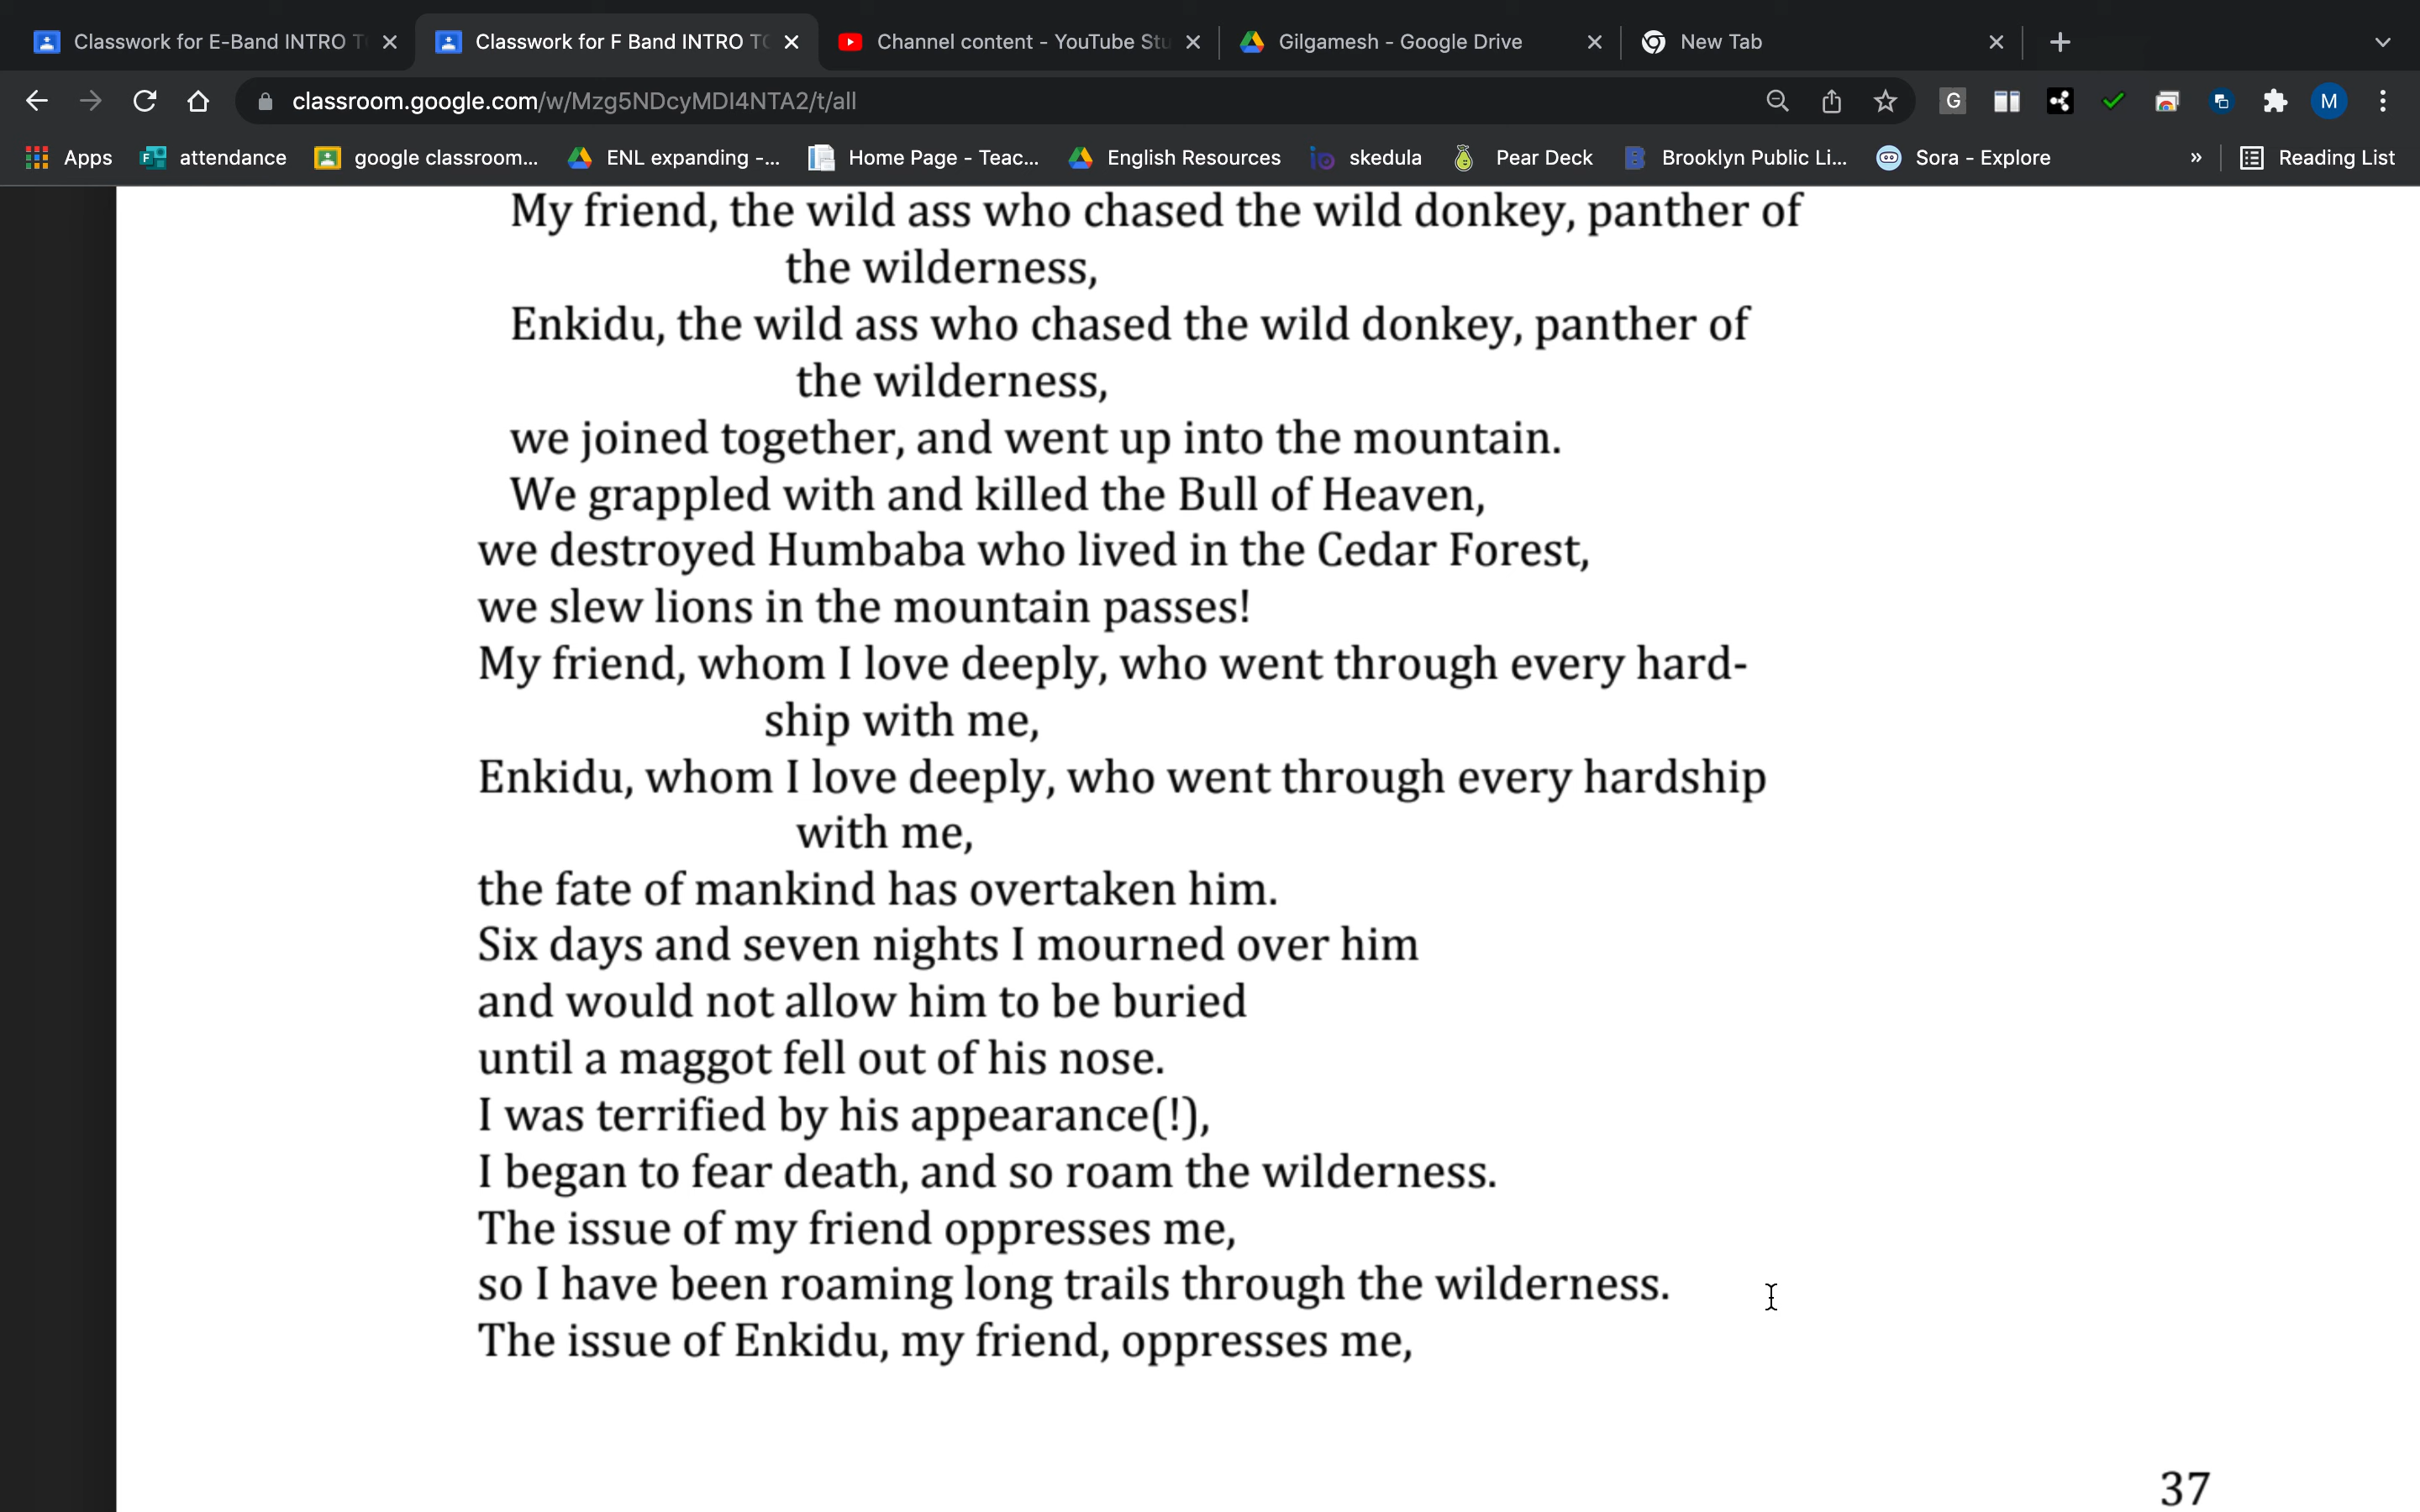 Classwork for E-Band INTRO T
Classwork for F Band INTRO TO
Channel content - YouTube Stu
Gilgamesh - Google Drive
New Tab
classroom.google.com/w/Mzg5NDcyMDI4NTA2/t/all
G
M
Apps
attendance
google classroom...
ENL expanding -...
Home Page - Teac...
English Resources
skedula
Pear Deck
Brooklyn Public Li...
Sora - Explore
»
Reading List
My friend, the wild ass who chased the wild donkey, panther of
the wilderness,
Enkidu, the wild ass who chased the wild donkey, panther of
the wilderness,
we joined together, and went up into the mountain.
We grappled with and killed the Bull of Heaven,
we destroyed Humbaba who lived in the Cedar Forest,
we slew lions in the mountain passes!
My friend, whom I love deeply, who went through every hard-
ship with me,
Enkidu, whom I love deeply, who went through every hardship
with me,
the fate of mankind has overtaken him.
Six days and seven nights I mourned over him
and would not allow him to be buried
until a maggot fell out of his nose.
I was terrified by his appearance(!),
I began to fear death, and so roam the wilderness.
The issue of my friend oppresses me,
so I have been roaming long trails through the wilderness.
The issue of Enkidu, my friend, oppresses me,
37